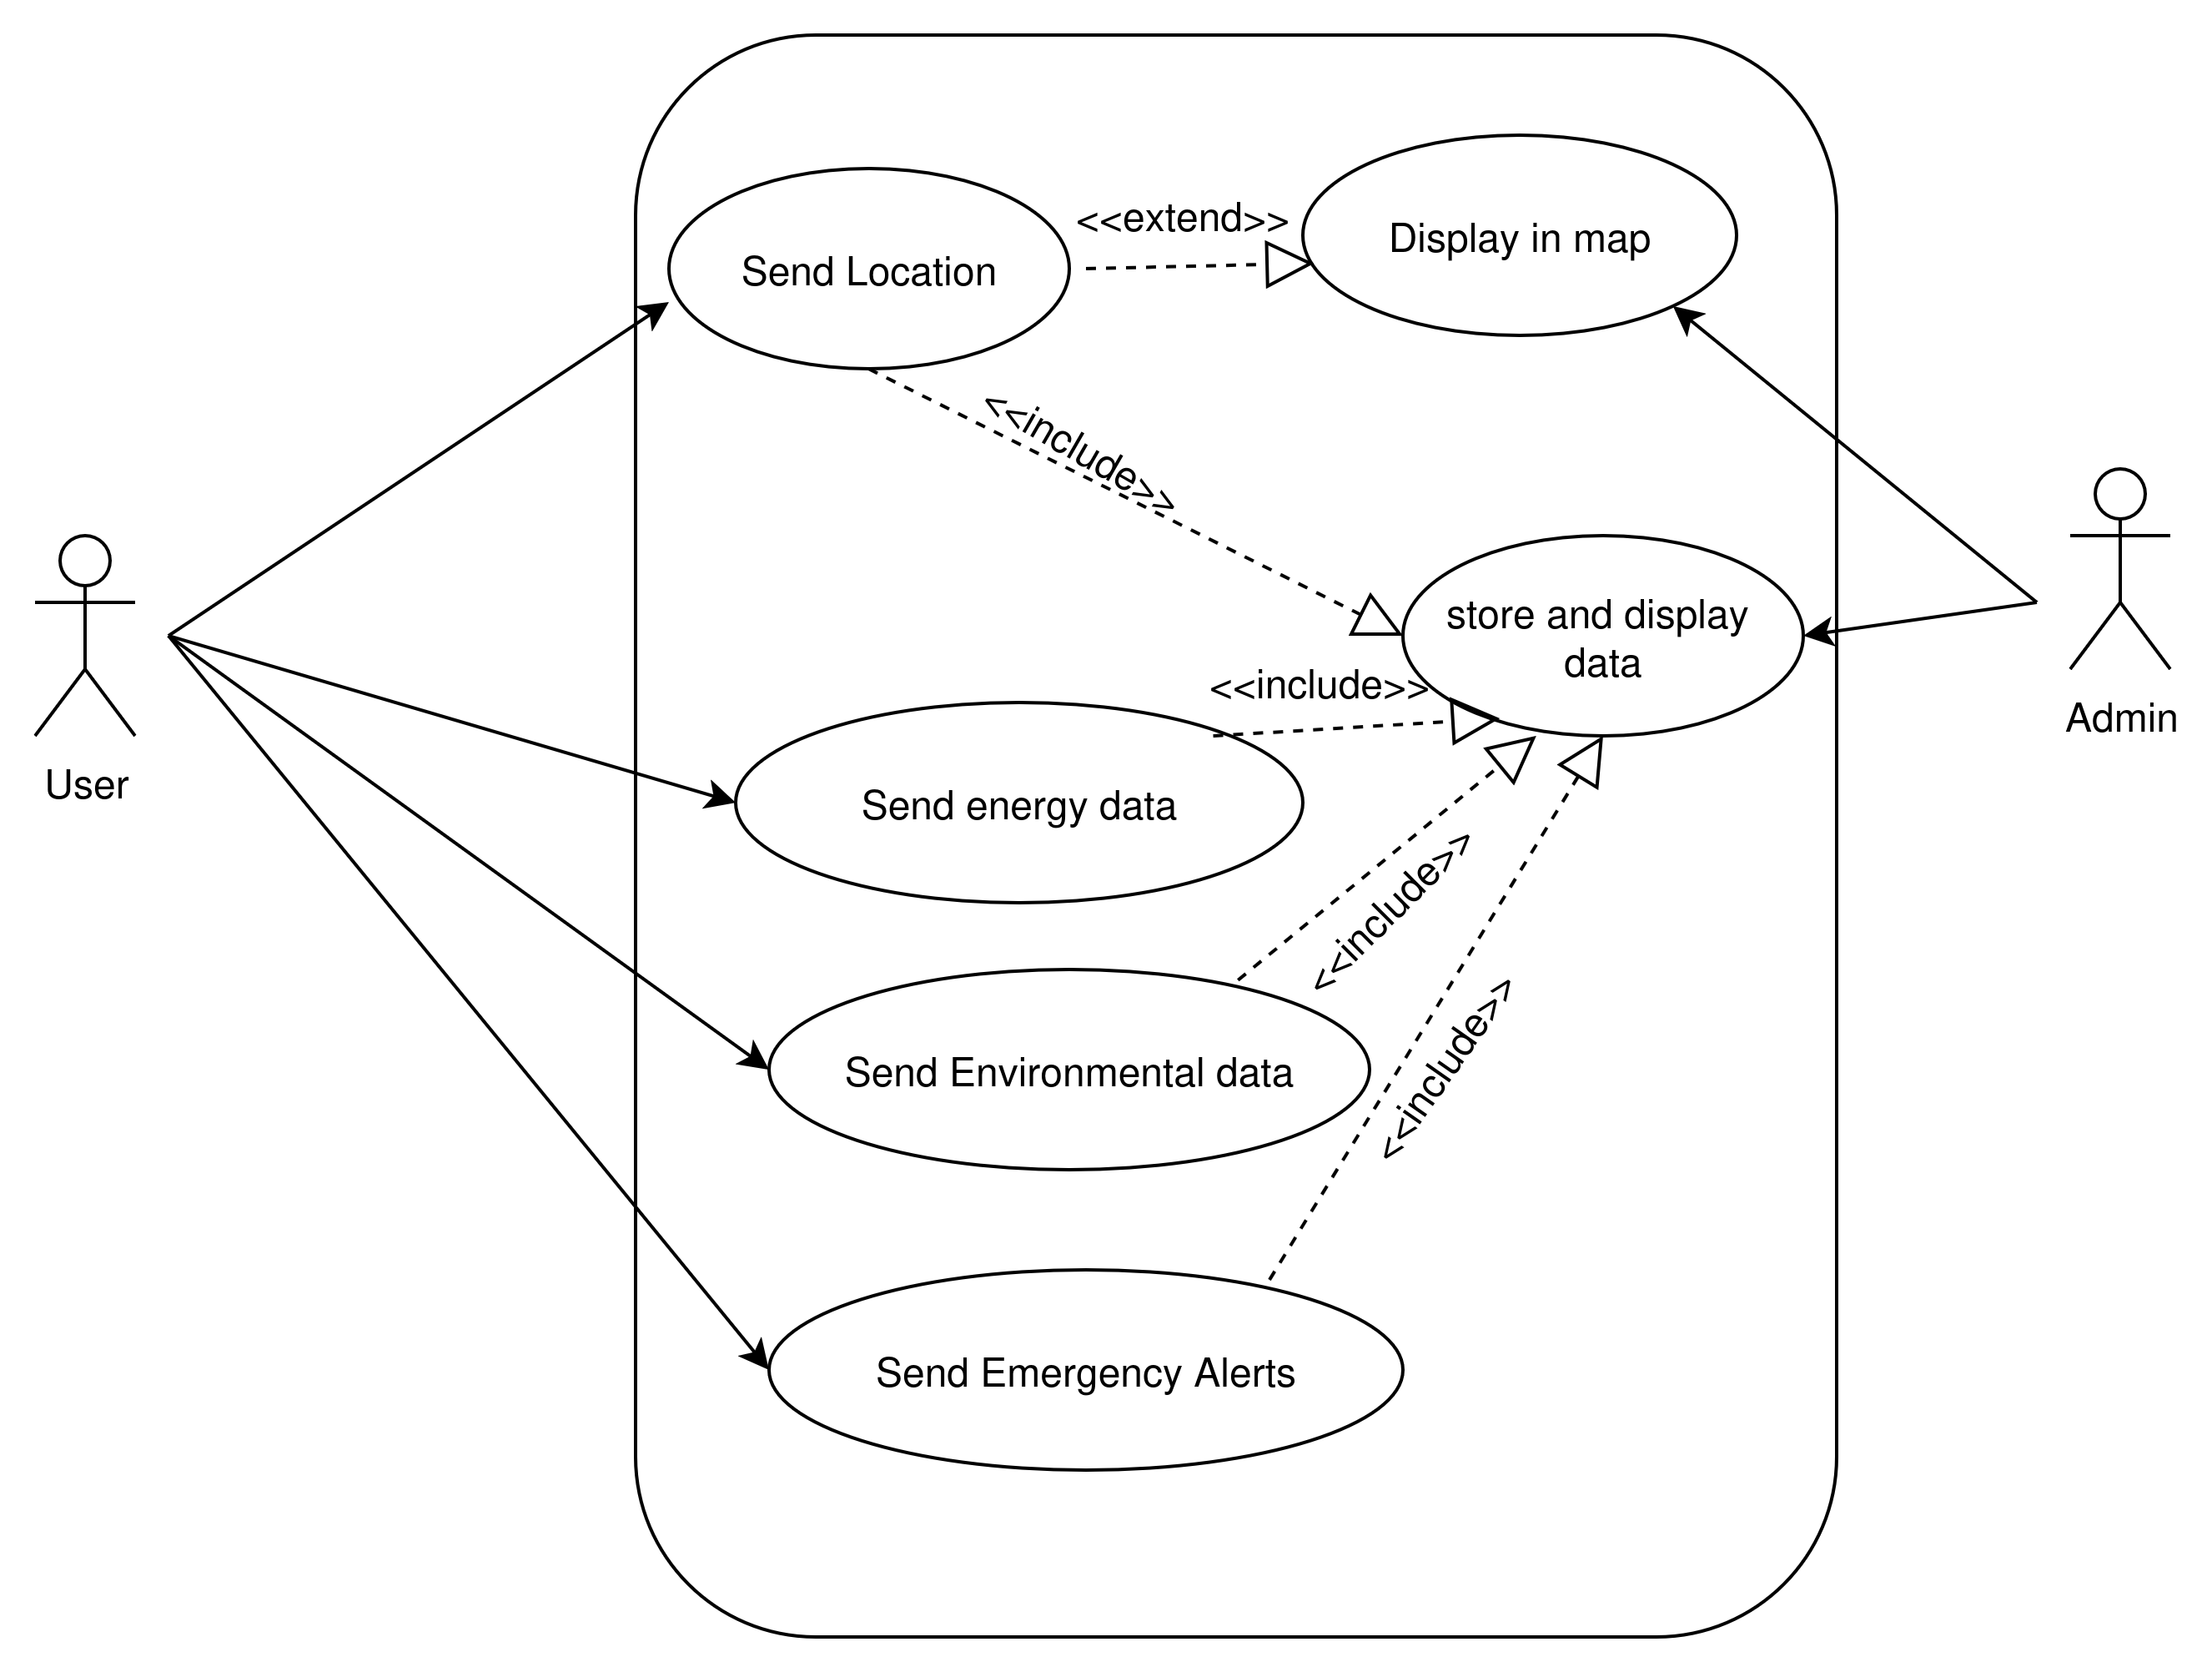 <<extend>>
Display in map
Send Location
<<include>>
store and display
data
<<include>>
Admin
User
Send energy data
<<include>>
Send Environmental data
<<include>>
Send Emergency Alerts